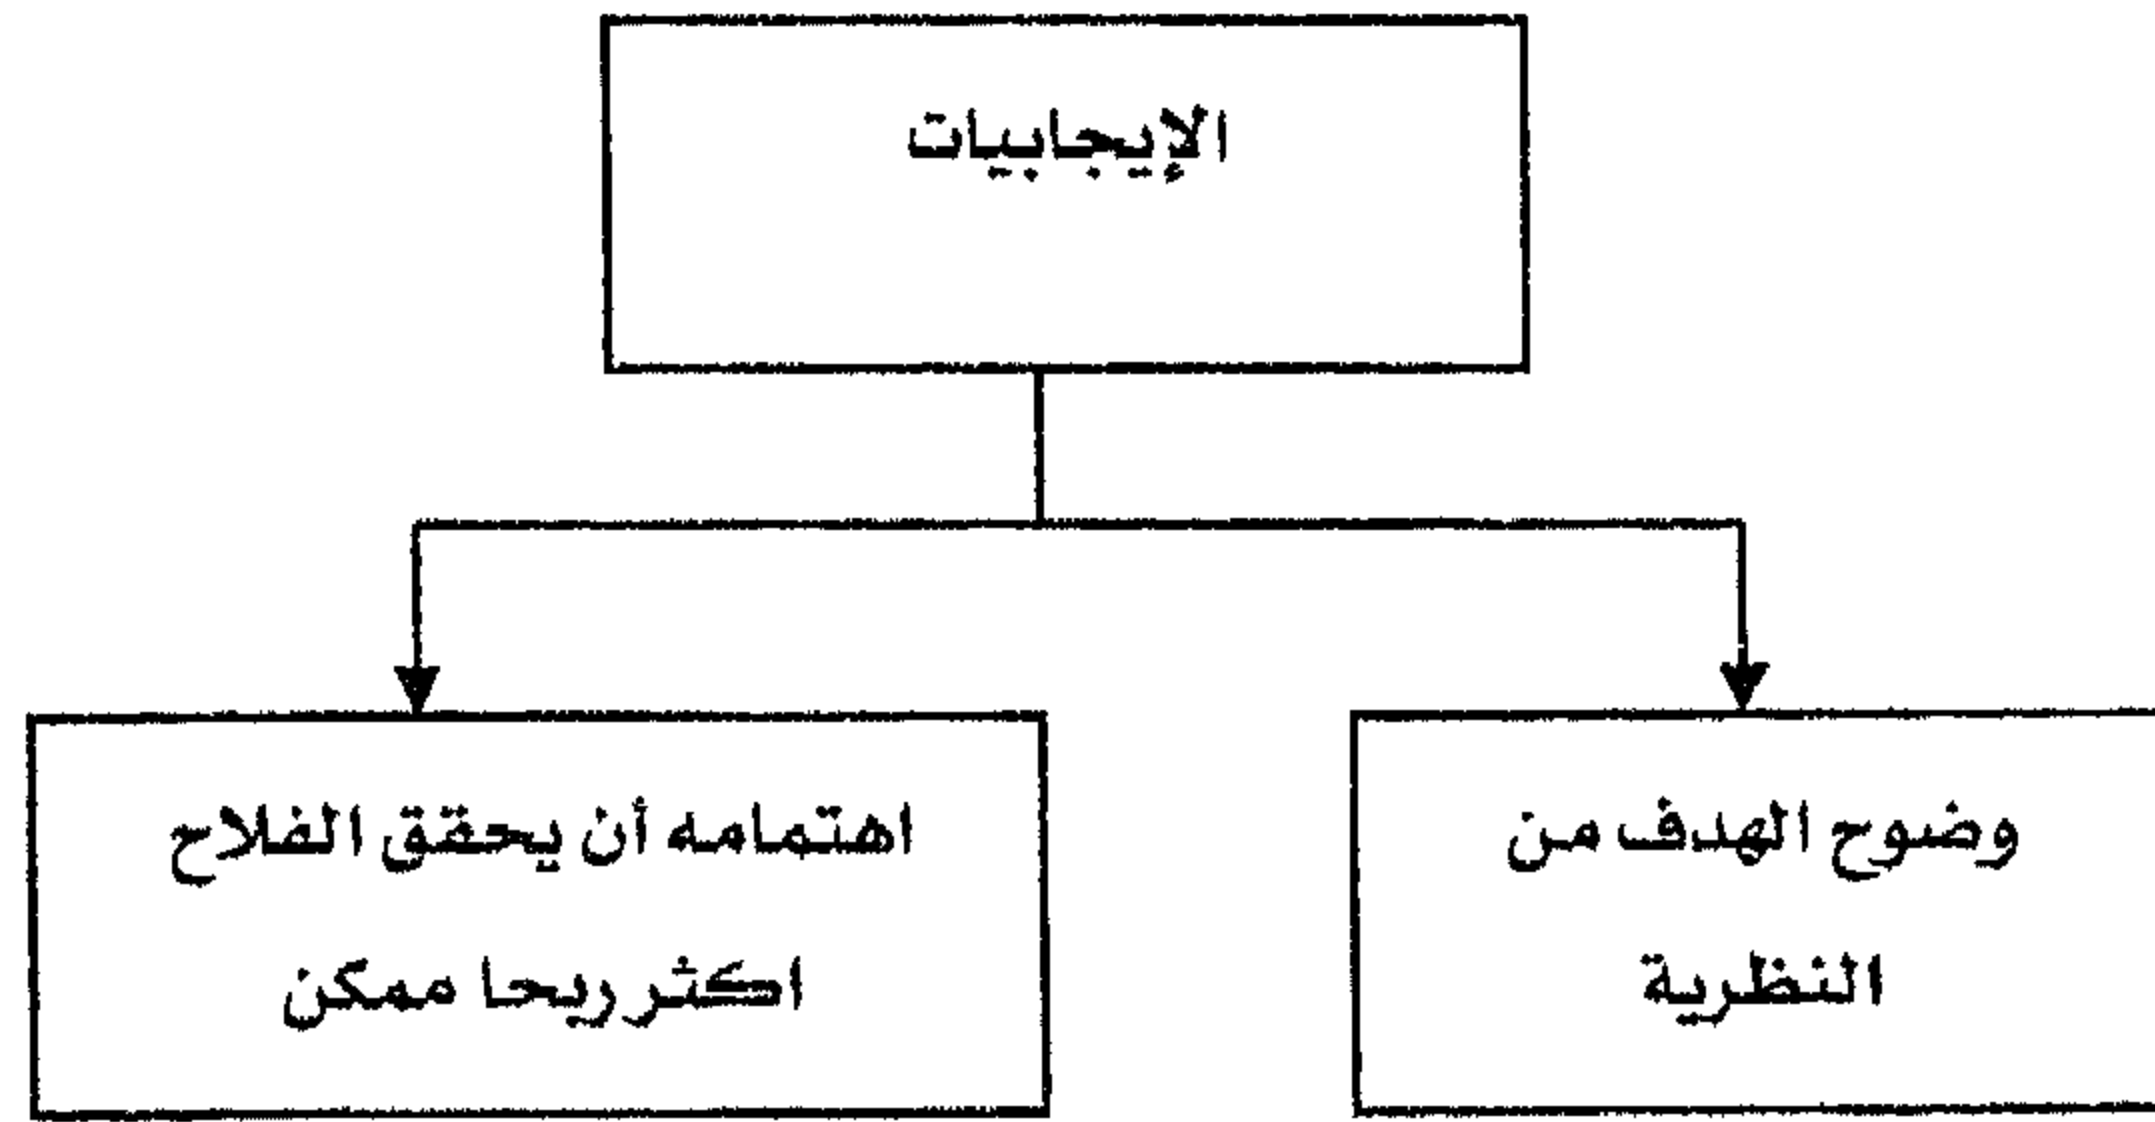 الإيجابيات
وضوح الهدف من
النظرية
اهتمامه أن يحقق الفلاح
اكثر ربحا ممكن